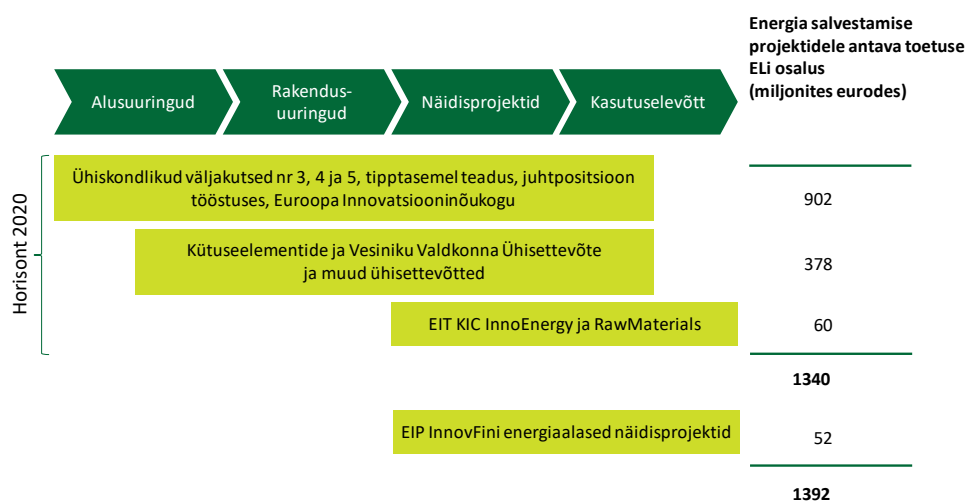 Energia salvestamise
projektidele antava toetuse
ELi osalus
(miljonites eurodes)
Alusuuringud
Rakendus-
uuringud
Näidisprojektid
Kasutuselevõtt
Horisont 2020
Ühiskondlikud väljakutsed nr 3, 4 ja 5, tipptasemel teadus, juhtpositsioon
tööstuses, Euroopa Innovatsiooninõukogu
902
Kütuseelementide ja Vesiniku Valdkonna Ühisettevõte
ja muud ühisettevõtted
378
EIT KIC InnoEnergy ja RawMaterials
60
1340
EIP InnovFini energiaalased näidisprojektid
52
1392